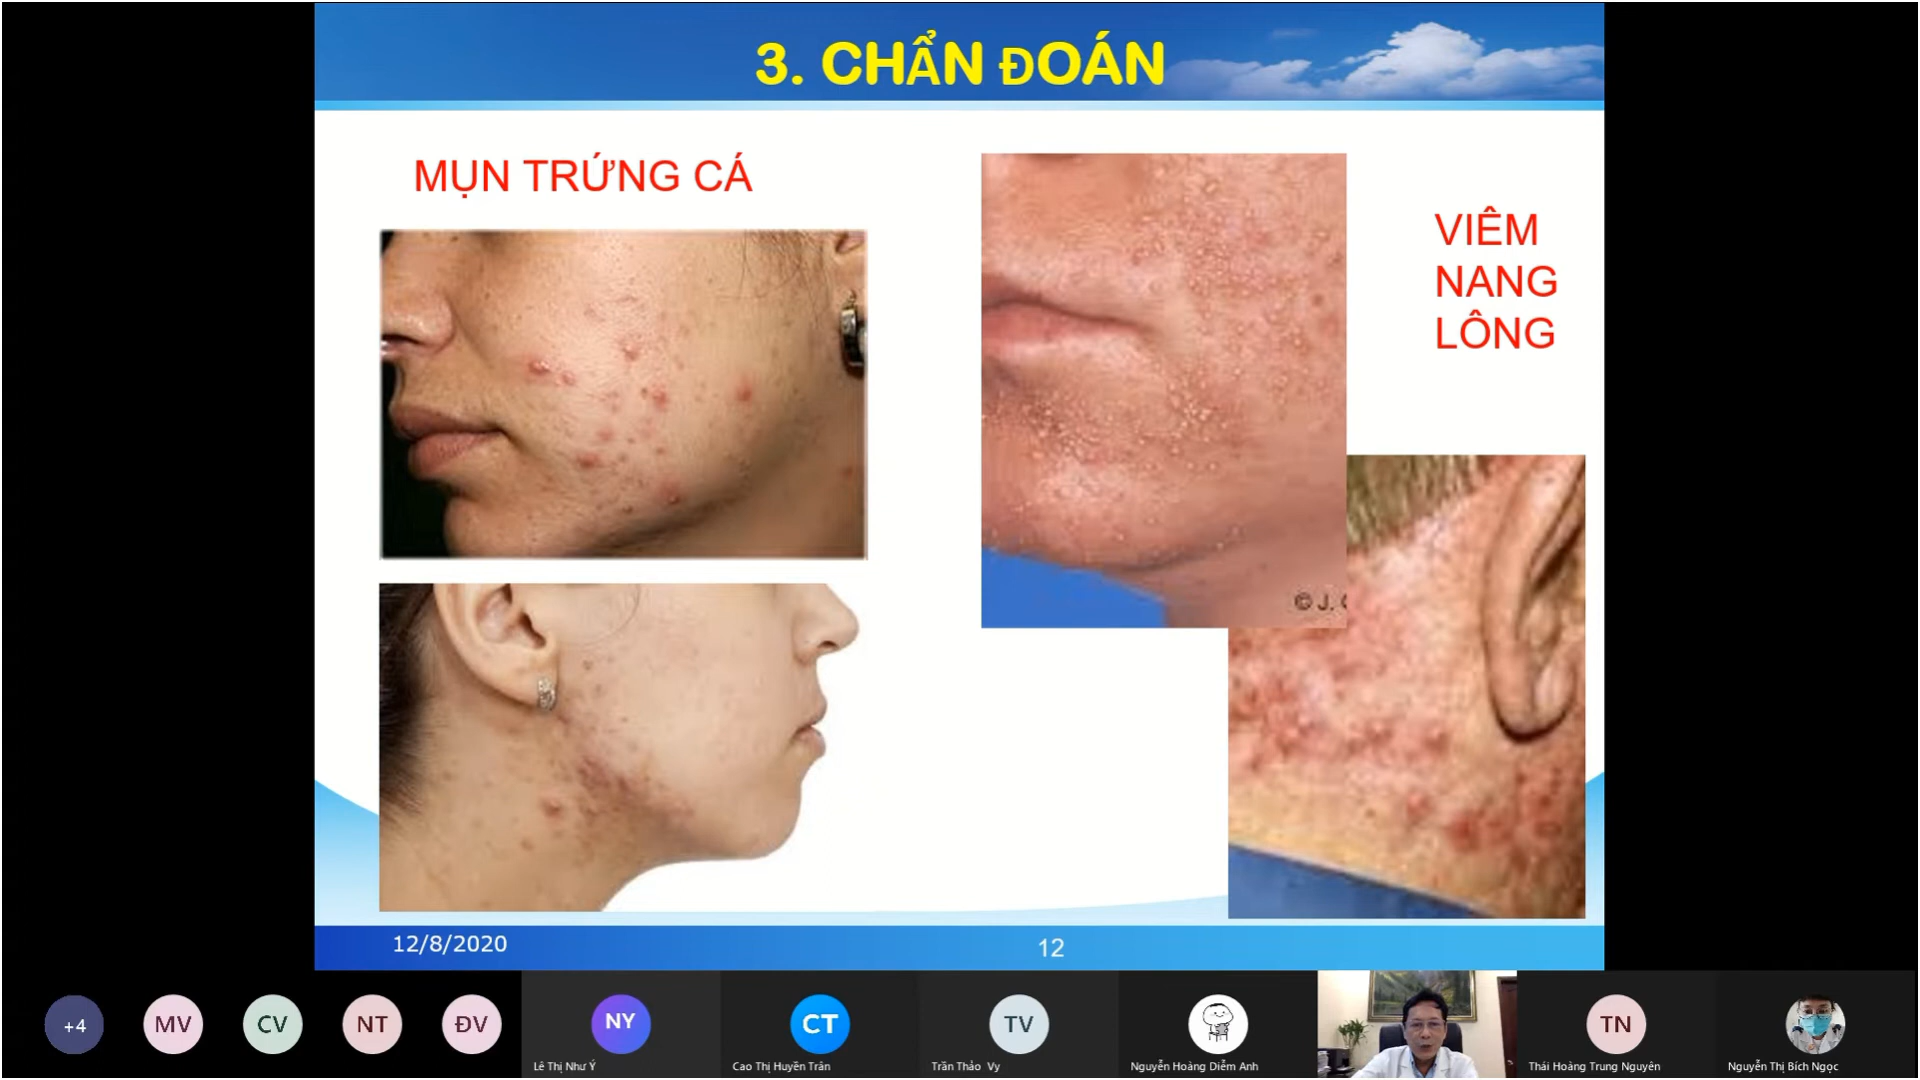 3. CHẨN ĐOÁN
MỤN TRỨNG CÁ
VIÊM
NANG
LÔNG
© J.
12/8/2020
12
+4
MV
CV
NT
ĐV
NY
CT
TV
TN
Lê Thị Như Ý
Cao Thị Huyền Trân
Trần Thảo Vy
Nguyễn Hoàng Diễm Anh
Thái Hoàng Trung Nguyên
Nguyễn Thị Bích Ngọc